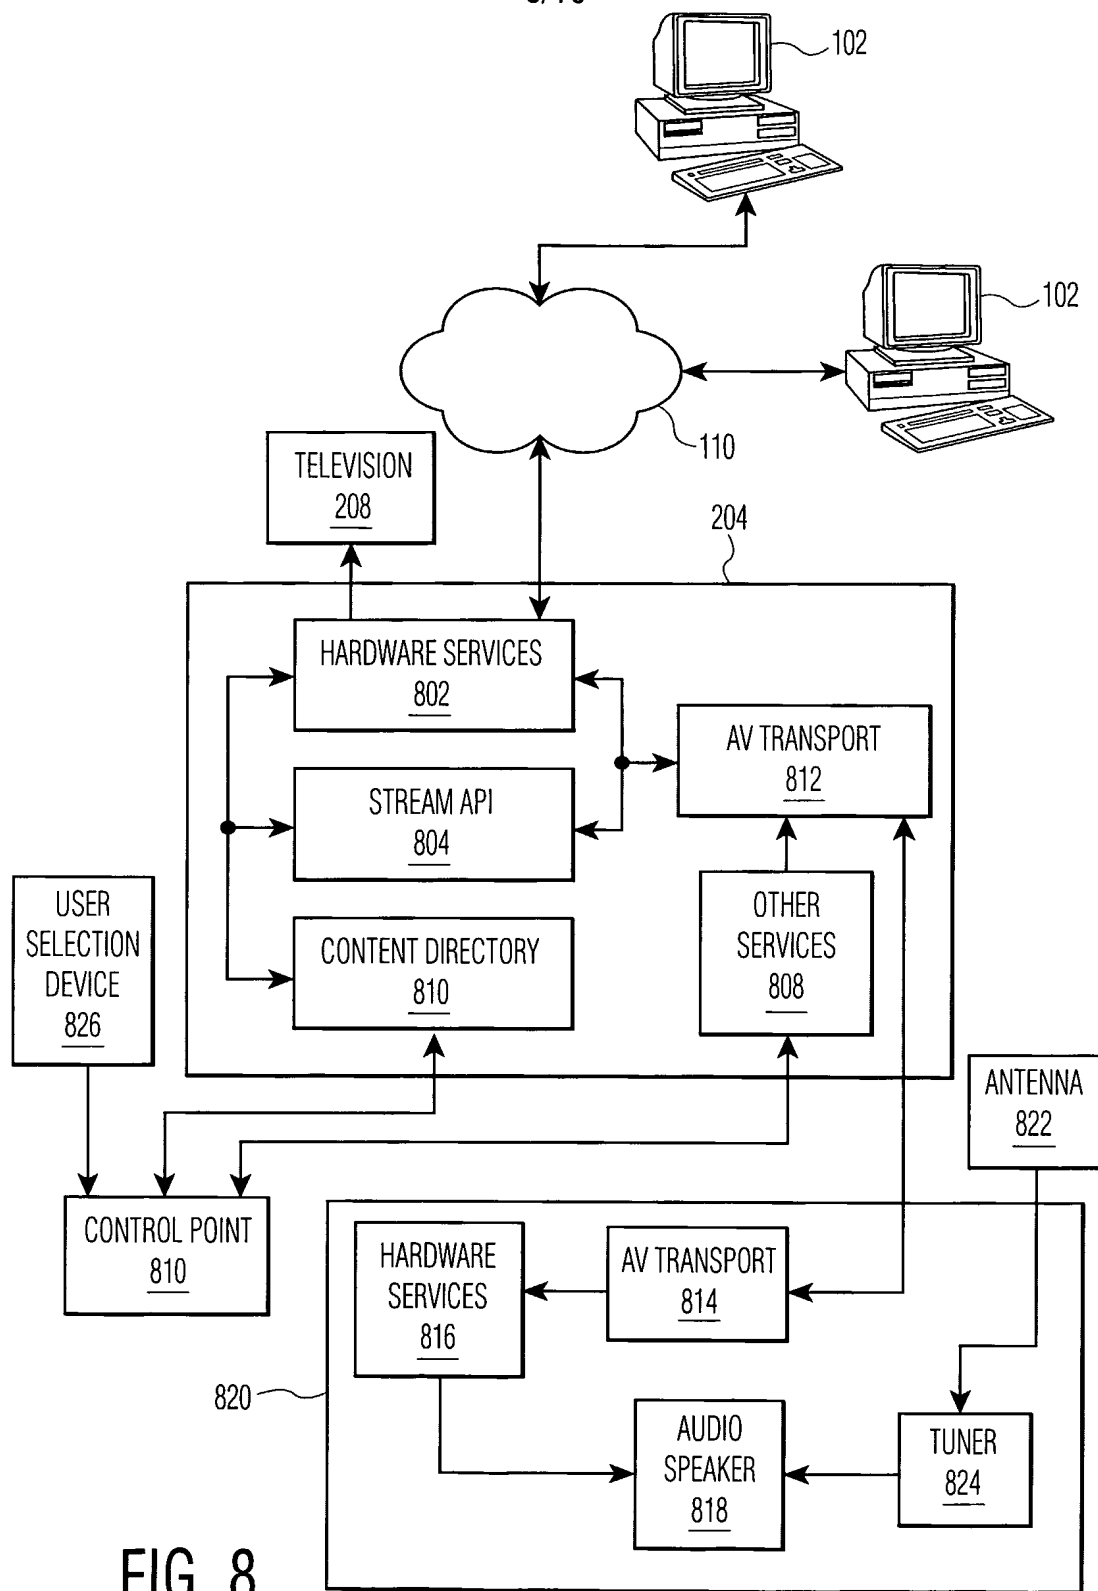 102
102
110
TELEVISION
208
204
HARDWARE SERVICES
802
AV TRANSPORT
812
STREAM API
804
USER
SELECTION
DEVICE
826
OTHER
SERVICES
808
CONTENT DIRECTORY
810
ANTENNA
822
CONTROL POINT
810
HARDWARE
SERVICES
816
AV TRANSPORT
814
820
AUDIO
SPEAKER
818
TUNER
824
FIG. 8